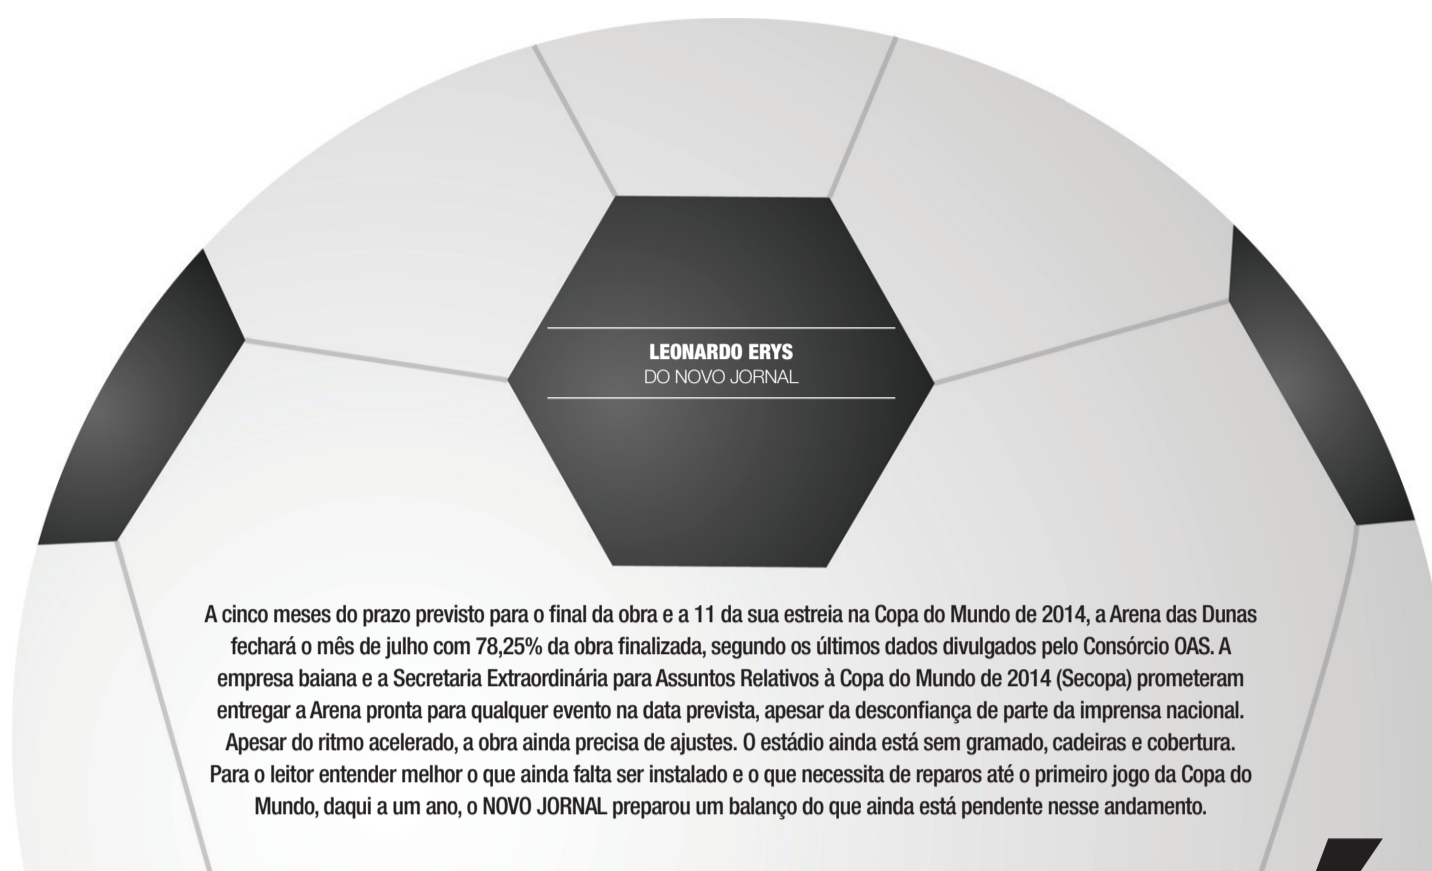 LEONARDO ERYS
DO NOVO JORNAL
A cinco meses do prazo previsto para o final da obra e a 11 da sua estreia na Copa do Mundo de 2014, a Arena das Dunas
fechará o mês de julho com 78,25% da obra finalizada, segundo os últimos dados divulgados pelo Consórcio OAS. A
empresa baiana e a Secretaria Extraordinária para Assuntos Relativos à Copa do Mundo de 2014 (Secopa) prometeram
entregar a Arena pronta para qualquer evento na data prevista, apesar da desconfiança de parte da imprensa nacional.
Apesar do ritmo acelerado, a obra ainda precisa de ajustes. O estádio ainda está sem gramado, cadeiras e cobertura.
Para o leitor entender melhor o que ainda falta ser instalado e o que necessita de reparos até o primeiro jogo da Copa do
Mundo, daqui a um ano, o NOVO JORNAL preparou um balanço do que ainda está pendente nesse andamento.